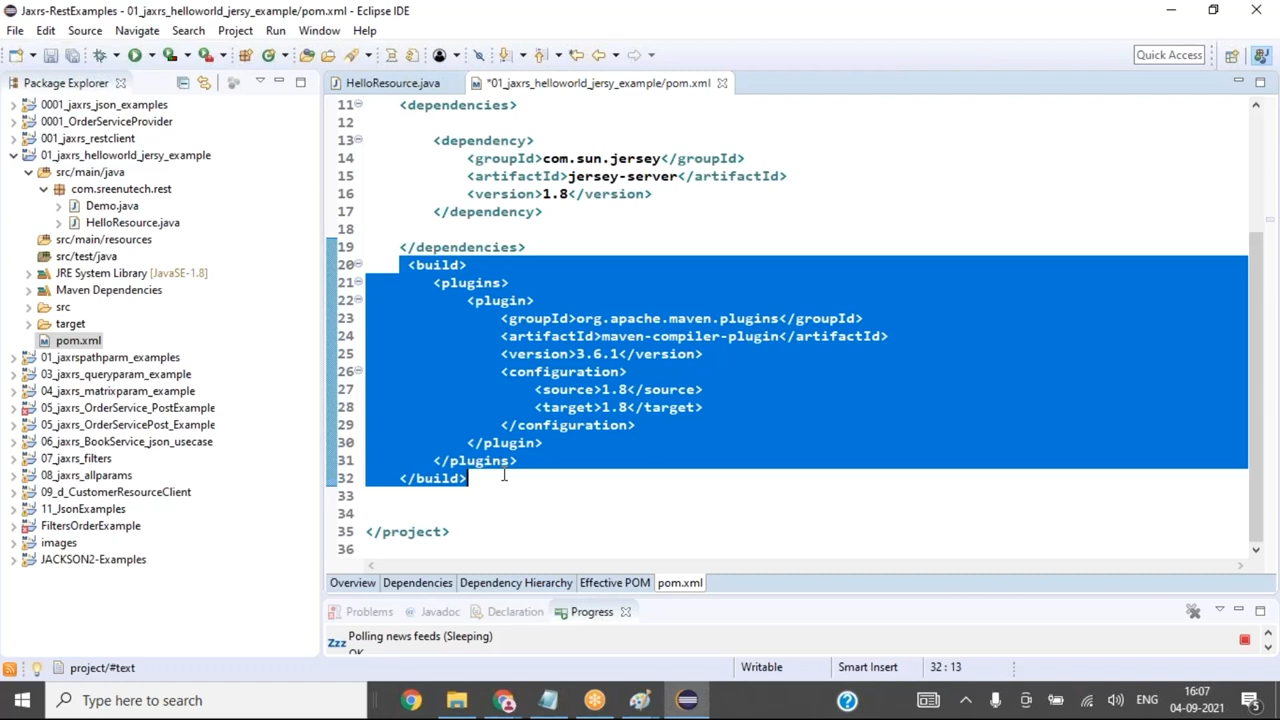 Jaxrs-RestExamples - 01_jaxrs_helloworld_jersy_example/pom.xml - Eclipse IDE
File Edit Source Navigate Search Project Run Window Help
Quick Access
Package Explorer
HelloResource.java
*01_jaxrs_helloworld_jersy_example/pom.xml
0001_jaxrs_json_examples
0001_OrderServiceProvider
001_jaxrs_restclient
01_jaxrs_helloworld_jersy_example
src/main/java
com.sreenutech.rest
Demo.java
HelloResource.java
src/main/resources
src/test/java
JRE System Library [JavaSE-1.8]
Maven Dependencies
src
target
pom.xml
01_jaxrspathparm_examples
03_jaxrs_queryparam_example
04_jaxrs_matrixparam_example
05_jaxrs_OrderService_PostExample
05_jaxrs_OrderServicePost_Example
06_jaxrs_BookService_json_usecase
07_jaxrs_filters
08_jaxrs_allparams
09_d_CustomerResourceClient
11_JsonExamples
FiltersOrderExample
images
JACKSON2-Examples
11 <dependencies>
12
13 <dependency>
14 <groupId>com.sun.jersey</groupId>
15 <artifactId>jersey-server</artifactId>
16 <version>1.8</version>
17 </dependency>
18
19 </dependencies>
20 <build>
21 <plugins>
22 <plugin>
23 <groupId>org.apache.maven.plugins</groupId>
24 <artifactId>maven-compiler-plugin</artifactId>
25 <version>3.6.1</version>
26 <configuration>
27 <source>1.8</source>
28 <target>1.8</target>
29 </configuration>
30 </plugin>
31 </plugins>
32 </build>
33
34
35 </project>
36
Overview Dependencies Dependency Hierarchy Effective POM pom.xml
Problems Javadoc Declaration Progress
Zzz Polling news feeds (Sleeping)
OK
project/#text
Writable
Smart Insert
32 : 13
Type here to search
ENG
16:07
04-09-2021
5